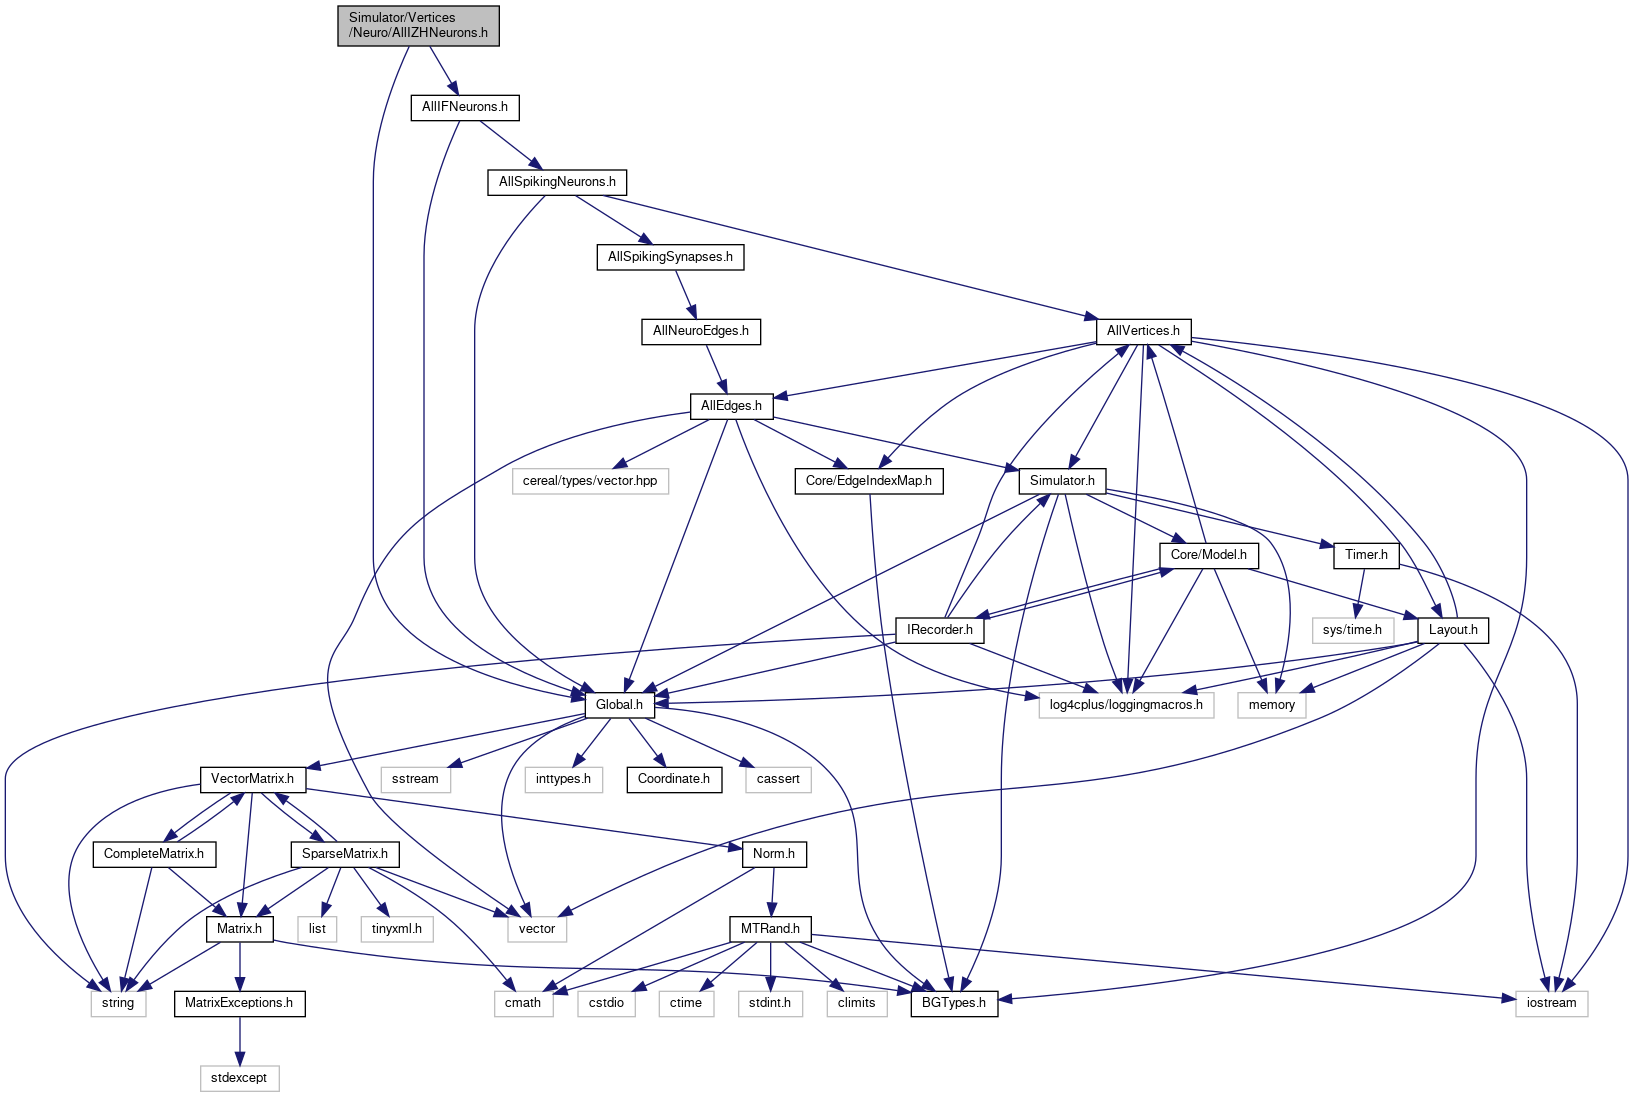 Simulator/Vertices
/Neuro/AllIZHNeurons.h
AllIFNeurons.h
AllSpikingNeurons.h
AllSpikingSynapses.h
AllNeuroEdges.h
AllVertices.h
AllEdges.h
cereal/types/vector.hpp
Core/EdgeIndexMap.h
Simulator.h
Core/Model.h
Timer.h
IRecorder.h
sys/time.h
Layout.h
Global.h
log4cplus/loggingmacros.h
memory
VectorMatrix.h
sstream
inttypes.h
Coordinate.h
cassert
CompleteMatrix.h
SparseMatrix.h
Norm.h
Matrix.h
list
tinyxml.h
vector
MTRand.h
string
MatrixExceptions.h
cmath
cstdio
ctime
stdint.h
climits
BGTypes.h
iostream
stdexcept